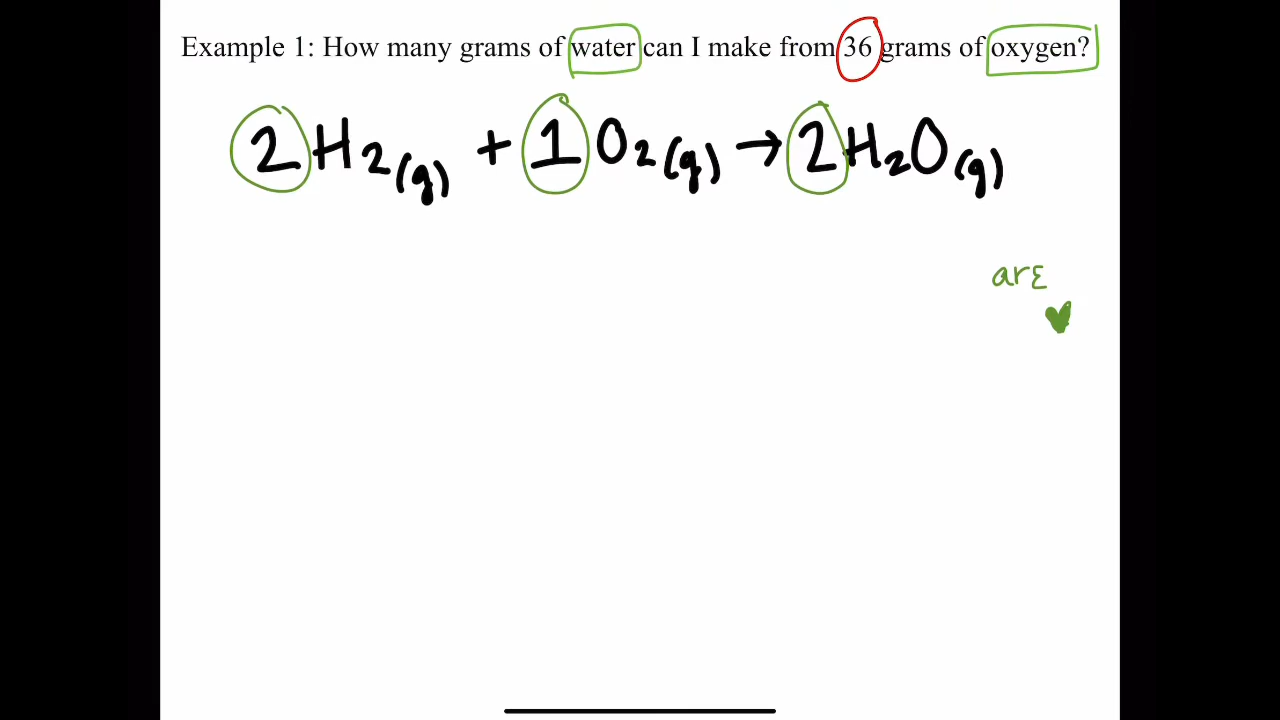 Example 1: How many grams of water can I make from 36 grams of oxygen?
2H₂(g) + 1O₂(g) → 2H₂O(g)
are